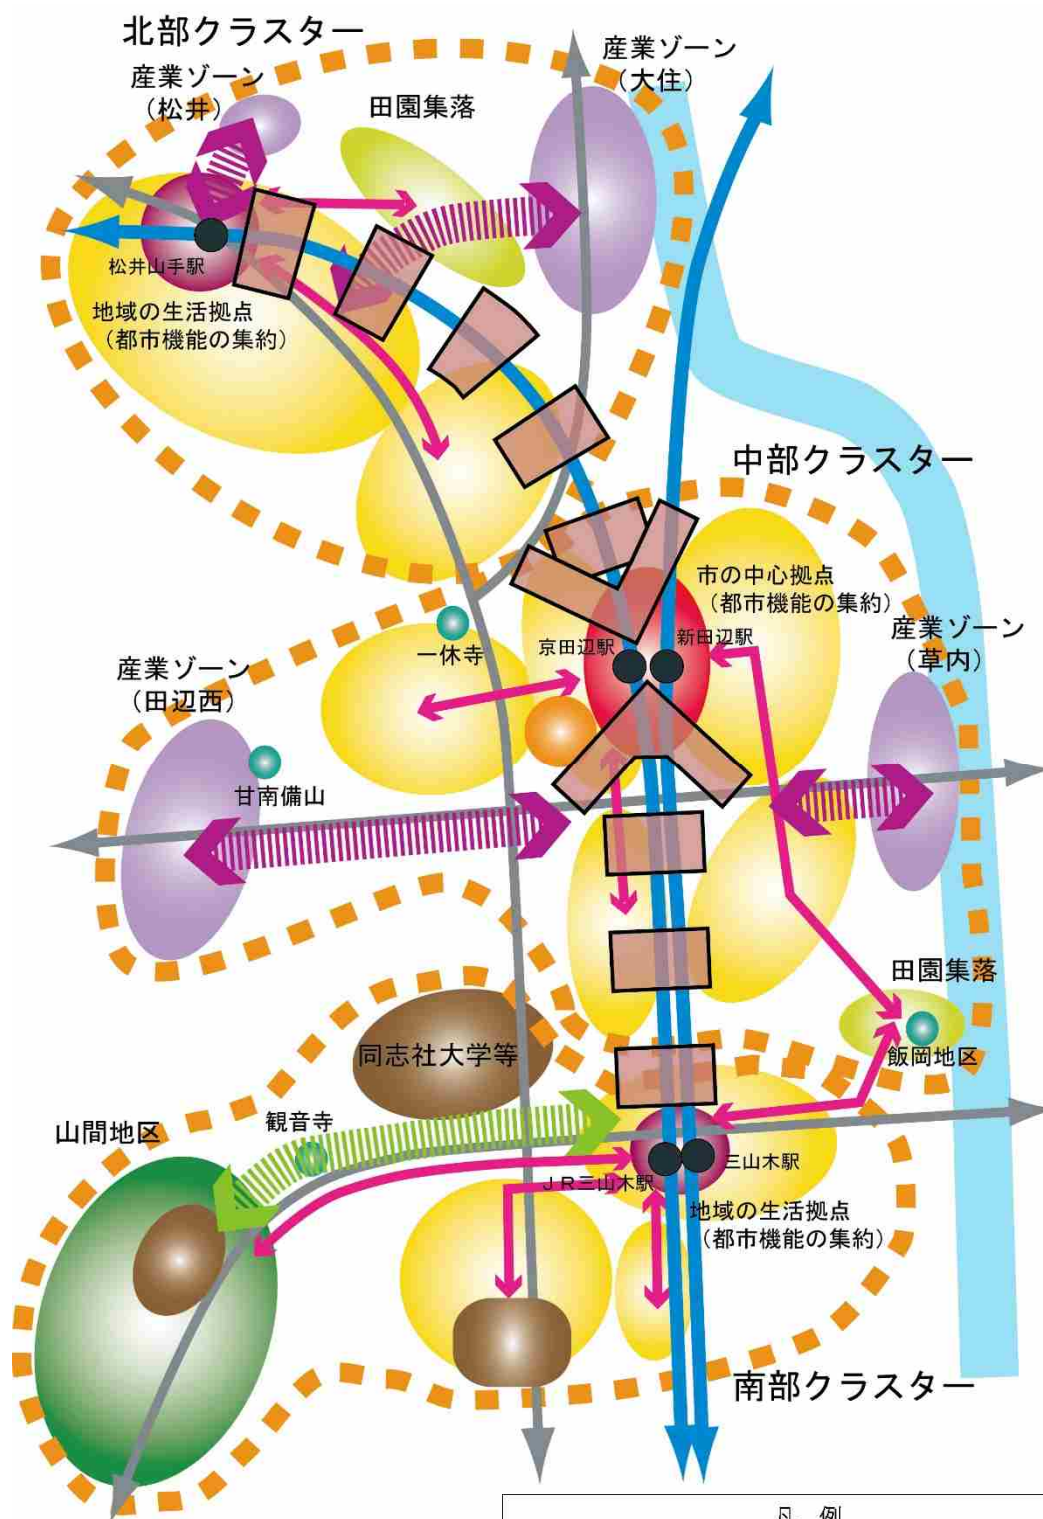 北部クラスター
産業ゾーン
（松井）
田園集落
産業ゾーン
（大住）
松井山手駅
地域の生活拠点
（都市機能の集約）
中部クラスター
市の中心拠点
（都市機能の集約）
京田辺駅
新田辺駅
産業ゾーン
（草内）
一休寺
産業ゾーン
（田辺西）
甘南備山
田園集落
飯岡地区
同志社大学等
観音寺
山間地区
三山木駅
ＪＲ三山木駅
地域の生活拠点
（都市機能の集約）
南部クラスター
凡 例